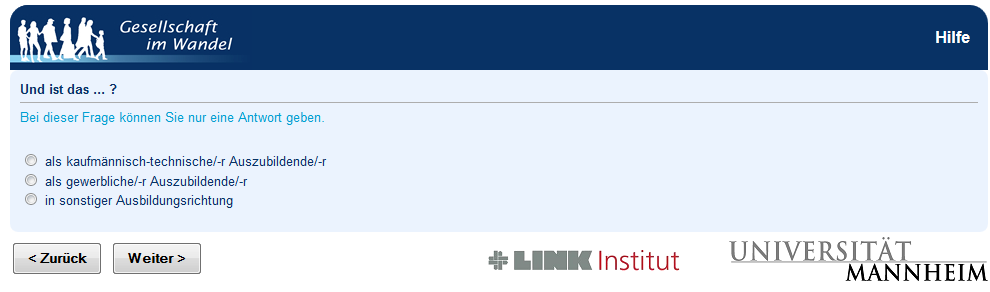 Gesellschaft
im Wandel
Hilfe
Und ist das ... ?
Bei dieser Frage können Sie nur eine Antwort geben.
als kaufmännisch-technische/-r Auszubildende/-r
als gewerbliche/-r Auszubildende/-r
in sonstiger Ausbildungsrichtung
< Zurück
Weiter >
LINK Institut
UNIVERSITÄT
MANNHEIM